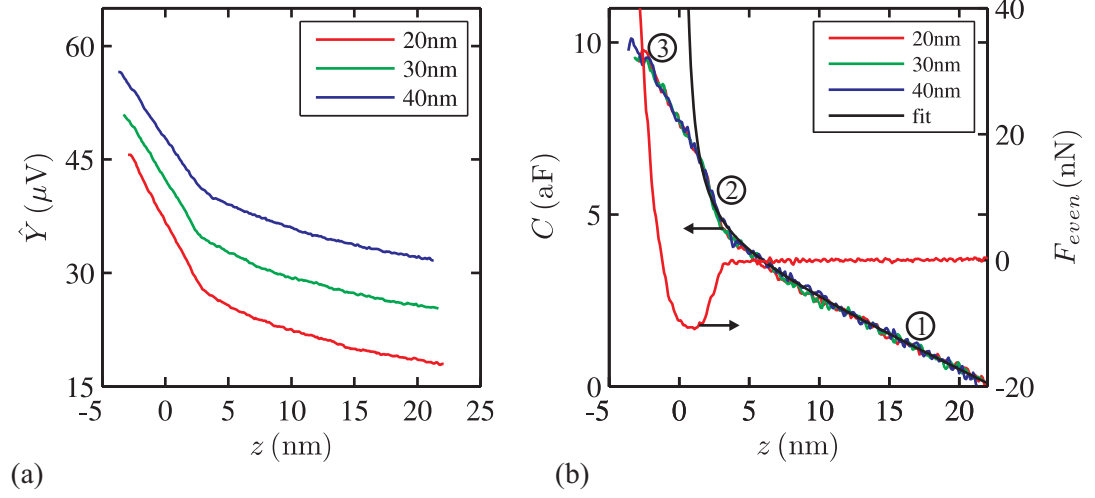 60
45
30
15
Ŷ (μV)
20nm
30nm
40nm
-5 0 5 10 15 20 25
z (nm)
(a)
10
5
0
C (aF)
20nm
30nm
40nm
fit
③
②
①
40
20
0
-20
F_even (nN)
-5 0 5 10 15 20
z (nm)
(b)